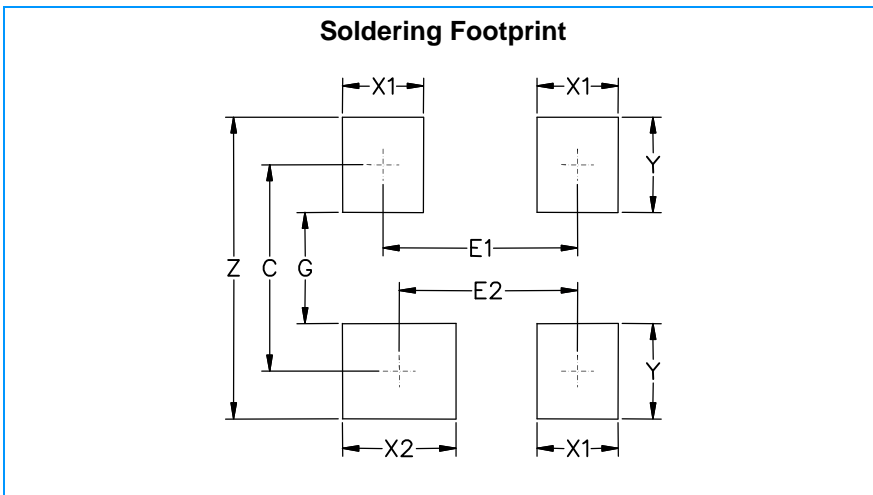 Soldering Footprint
X1 X1
Y
E1
Z C G
E2
Y
X2 X1